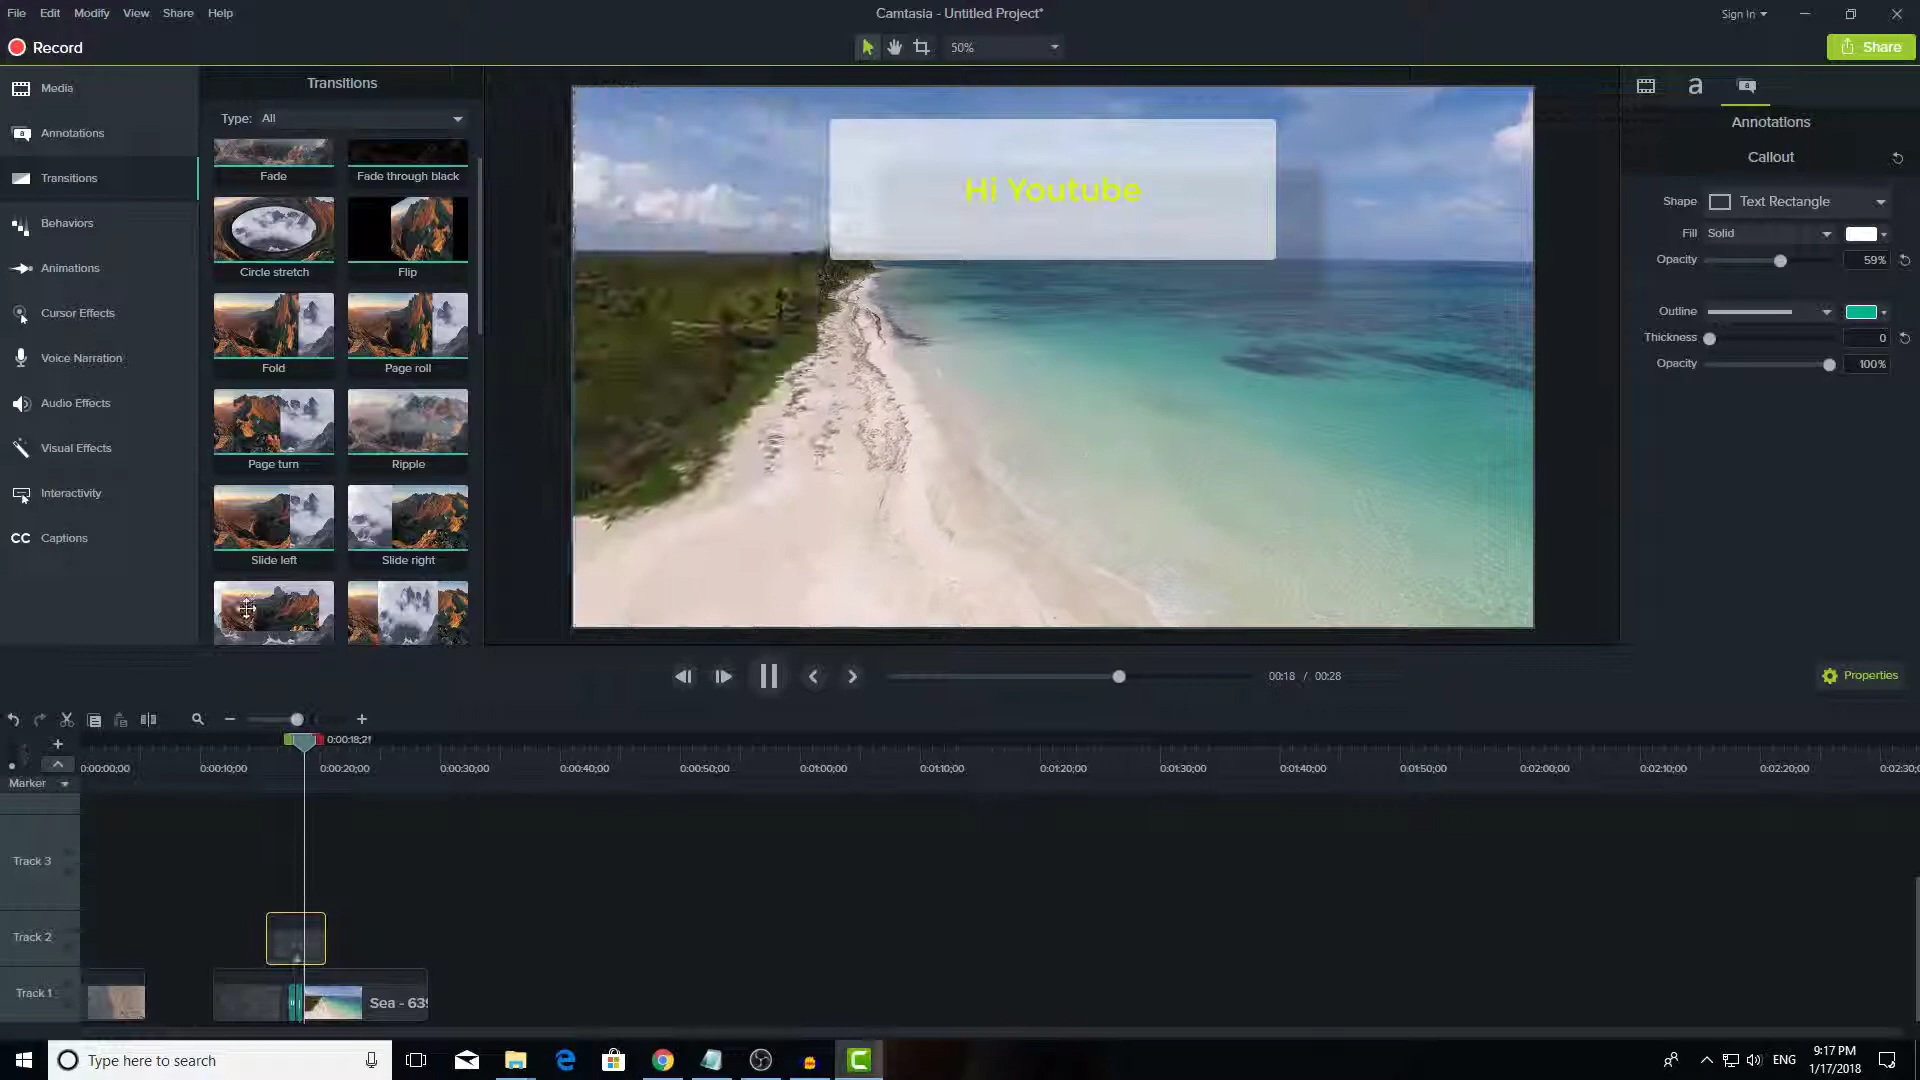 File Edit Modify View Share Help
Camtasia - Untitled Project*
Sign In
Record
50%
Share
Media
Annotations
Transitions
Behaviors
Animations
Cursor Effects
Voice Narration
Audio Effects
Visual Effects
Interactivity
CC Captions
Transitions
Type: All
Fade Fade through black
Circle stretch Flip
Fold Page roll
Page turn Ripple
Slide left Slide right
Hi Youtube
a
Annotations
Callout
Shape Text Rectangle
Fill Solid
Opacity 59%
Outline
Thickness 0
Opacity 100%
00:18 / 00:28
Properties
0:00:18;21
0:00:00;00 0:00:10;00 0:00:20;00 0:00:30;00 0:00:40;00 0:00:50;00 0:01:00;00 0:01:10;00 0:01:20;00 0:01:30;00 0:01:40;00 0:01:50;00 0:02:00;00 0:02:10;00 0:02:20;00 0:02:30;
Marker
Track 3
Track 2
Track 1
Sea - 639
Type here to search
ENG
9:17 PM
1/17/2018